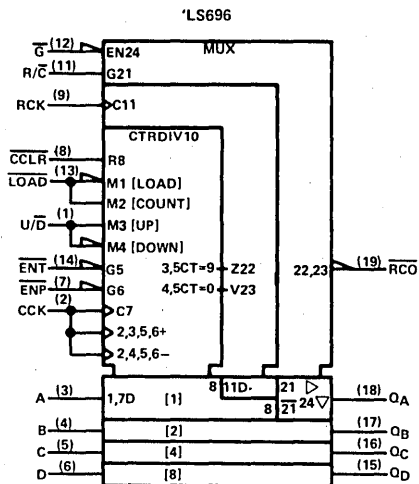 'LS696
G (12) EN24 MUX
R/C (11) G21
RCK (9) C11
CTRDIV10
CCLR (8) R8
LOAD (13) M1 [LOAD]
M2 [COUNT]
U/D (1) M3 [UP]
M4 [DOWN]
ENT (14) G5 3,5CT=9 Z22 22,23 (19) RCO
ENP (7) G6 4,5CT=0 V23
CCK (2) C7
2,3,5,6+
2,4,5,6−
A (3) 1,7D [1] 8 11D 8 21 21 24 (18) QA
B (4) [2] (17) QB
C (5) [4] (16) QC
D (6) [8] (15) QD